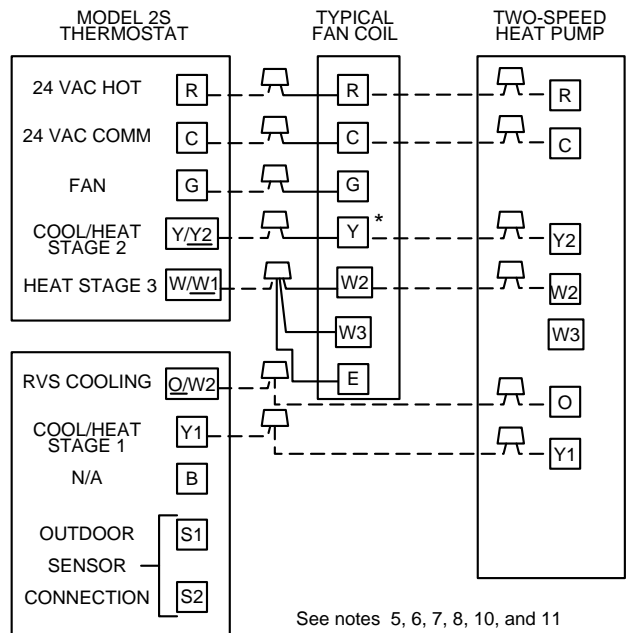 MODEL 2S
THERMOSTAT
TYPICAL
FAN COIL
TWO-SPEED
HEAT PUMP
24 VAC HOT R R R
24 VAC COMM C C C
FAN G G
COOL/HEAT
STAGE 2
Y/Y2 Y * Y2
HEAT STAGE 3 W/W1 W2 W2
W3 W3
RVS COOLING O/W2 E O
COOL/HEAT
STAGE 1
Y1 Y1
N/A B
OUTDOOR S1
SENSOR
CONNECTION S2
See notes 5, 6, 7, 8, 10, and 11